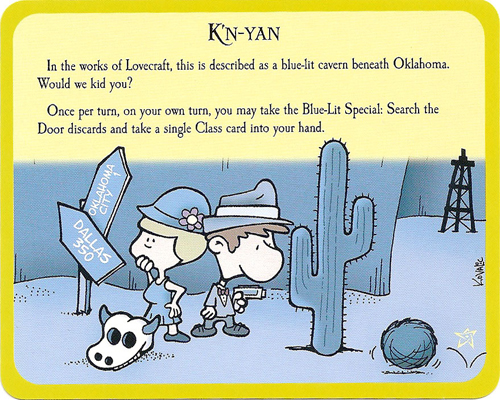 K'N-YAN
In the works of Lovecraft, this is described as a blue-lit cavern beneath Oklahoma.
Would we kid you?
Once per turn, on your own turn, you may take the Blue-Lit Special: Search the
Door discards and take a single Class card into your hand.
OKLAHOMA
CITY 1
DALLAS
350
Kovalic